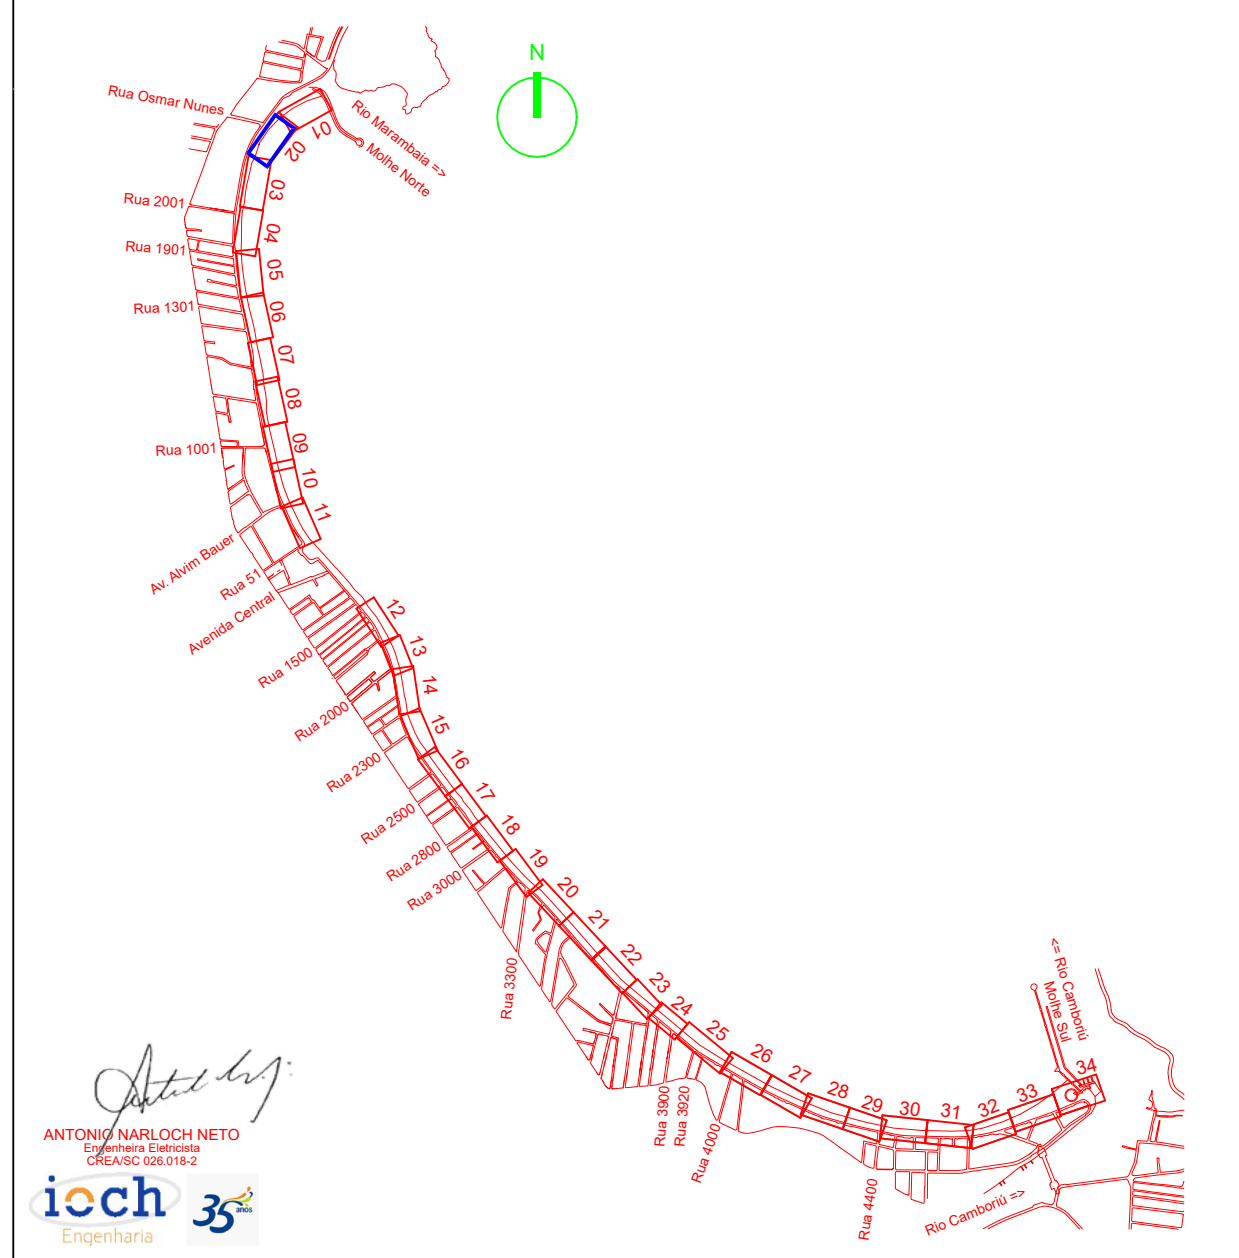 N
Rua Osmar Nunes
Rio Marambaia =>
Molhe Norte
01
02
03
Rua 2001
04
Rua 1901
05
06
Rua 1301
07
08
09
Rua 1001
10
11
Av. Alvim Bauer
Rua 51
Avenida Central
12
13
Rua 1500
14
Rua 2000
15
16
Rua 2300
17
Rua 2500
18
Rua 2800
19
Rua 3000
20
21
22
Rua 3300
23
24
25
26
27
28
29
30
31
32
33
34
<= Rio Camboriú
Molhe Sul
Rua 3900
Rua 3920
Rua 4000
Rua 4400
Rio Camboriú =>
ANTONIO NARLOCH NETO
Engenheira Eletricista
CREA/SC 026.018-2
ioch
Engenharia
35
anos